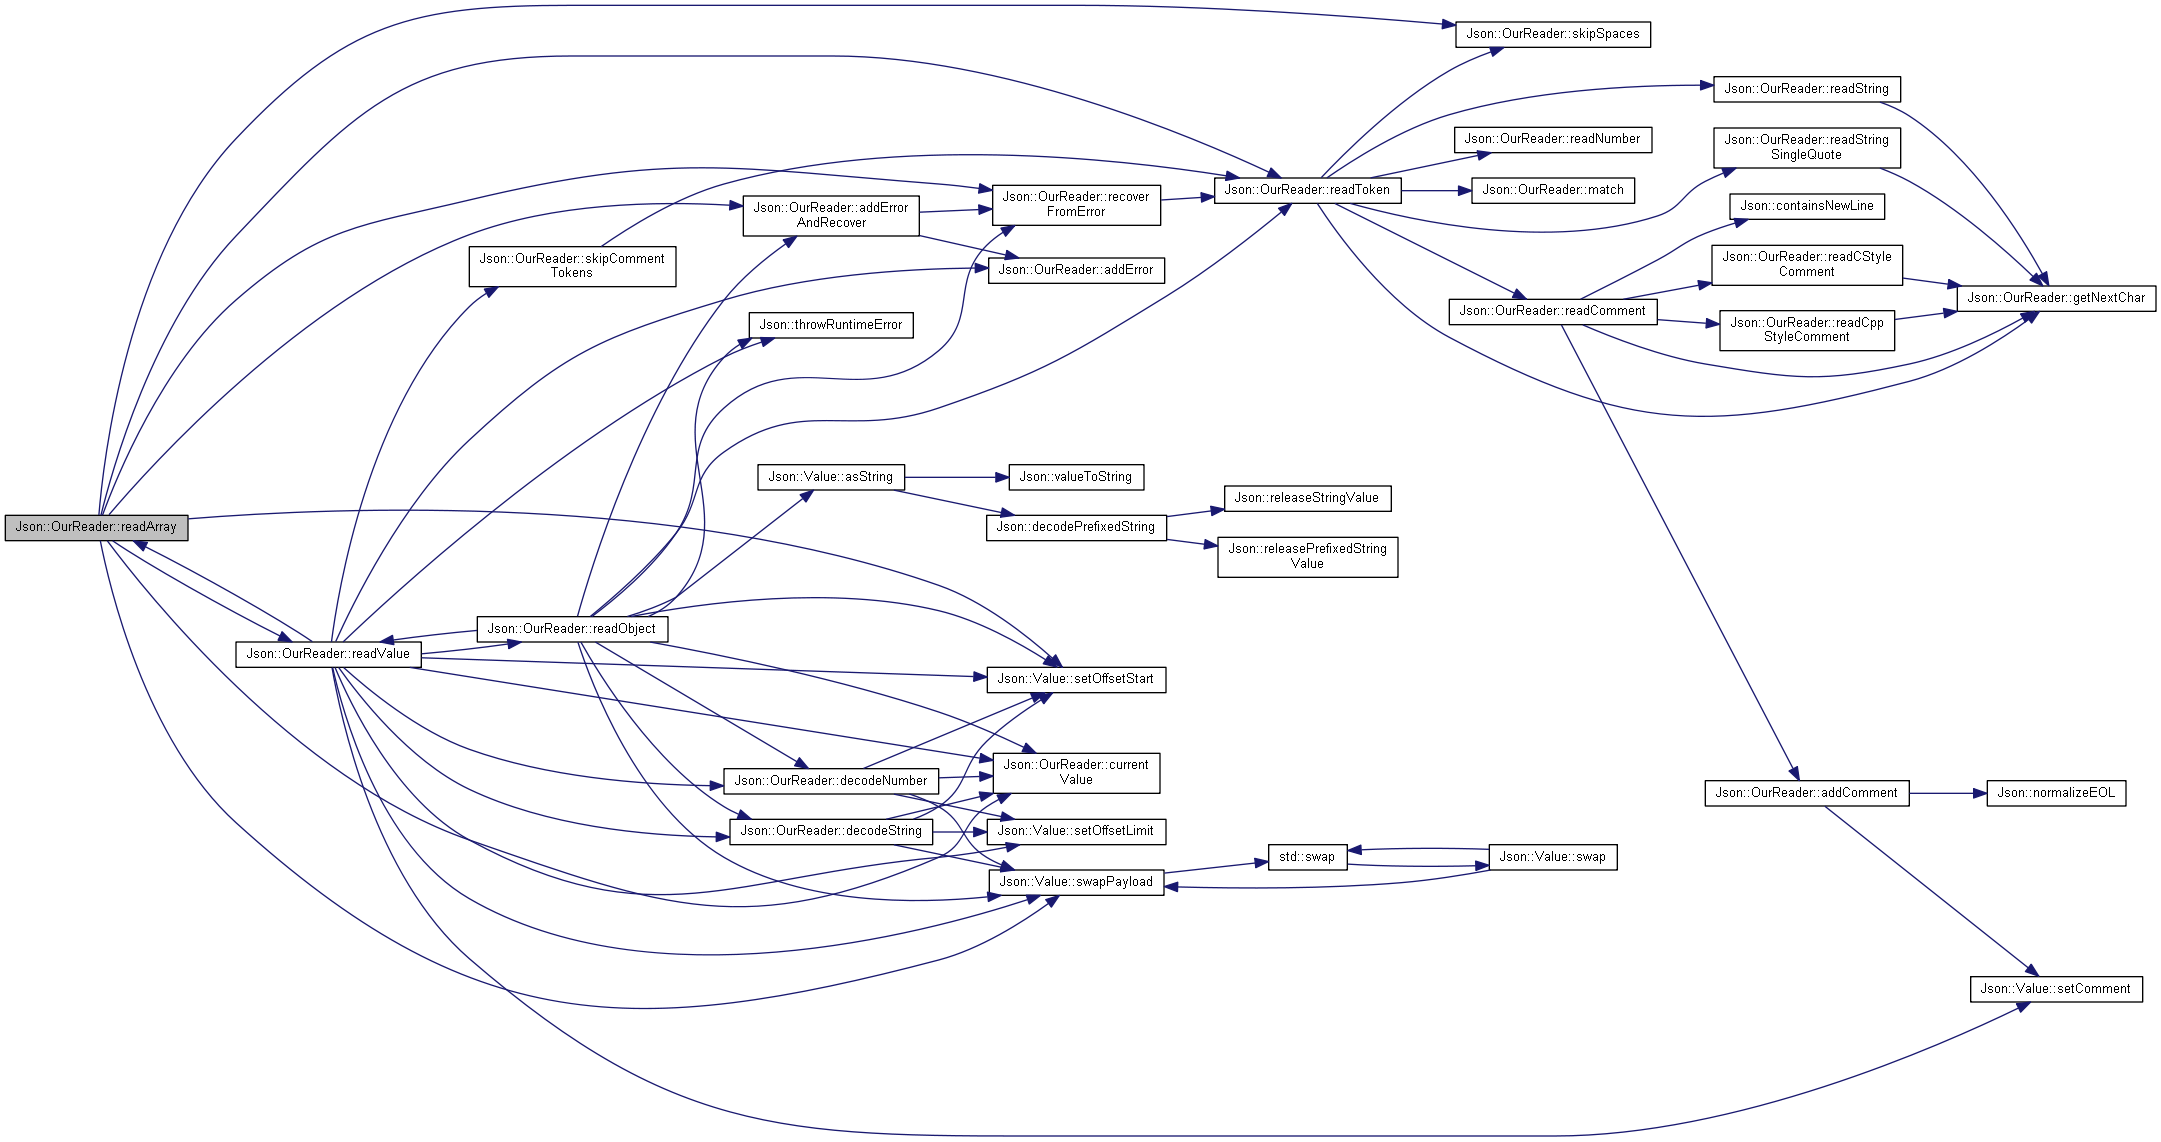 Json::OurReader::skipSpaces
Json::OurReader::readString
Json::OurReader::readNumber
Json::OurReader::readString
SingleQuote
Json::OurReader::readToken
Json::OurReader::match
Json::OurReader::recover
FromError
Json::OurReader::addError
AndRecover
Json::containsNewLine
Json::OurReader::skipComment
Tokens
Json::OurReader::addError
Json::OurReader::readCStyle
Comment
Json::OurReader::getNextChar
Json::OurReader::readComment
Json::throwRuntimeError
Json::OurReader::readCpp
StyleComment
Json::Value::asString
Json::valueToString
Json::releaseStringValue
Json::OurReader::readArray
Json::decodePrefixedString
Json::releasePrefixedString
Value
Json::OurReader::readObject
Json::OurReader::readValue
Json::Value::setOffsetStart
Json::OurReader::current
Value
Json::OurReader::decodeNumber
Json::OurReader::addComment
Json::normalizeEOL
Json::OurReader::decodeString
Json::Value::setOffsetLimit
std::swap
Json::Value::swap
Json::Value::swapPayload
Json::Value::setComment